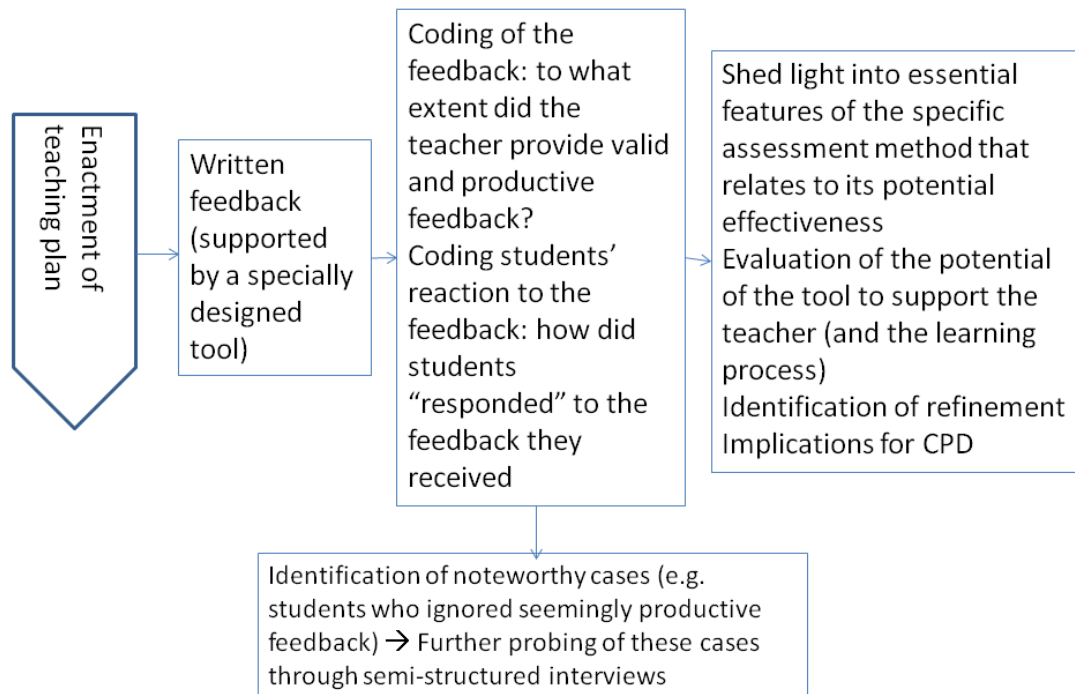 Enactment of
teaching plan
Written
feedback
(supported
by a specially
designed
tool)
Coding of the
feedback: to what
extent did the
teacher provide valid
and productive
feedback?
Coding students’
reaction to the
feedback: how did
students
“responded” to the
feedback they
received
Shed light into essential
features of the specific
assessment method that
relates to its potential
effectiveness
Evaluation of the potential
of the tool to support the
teacher (and the learning
process)
Identification of refinement
Implications for CPD
Identification of noteworthy cases (e.g.
students who ignored seemingly productive
feedback) → Further probing of these cases
through semi-structured interviews